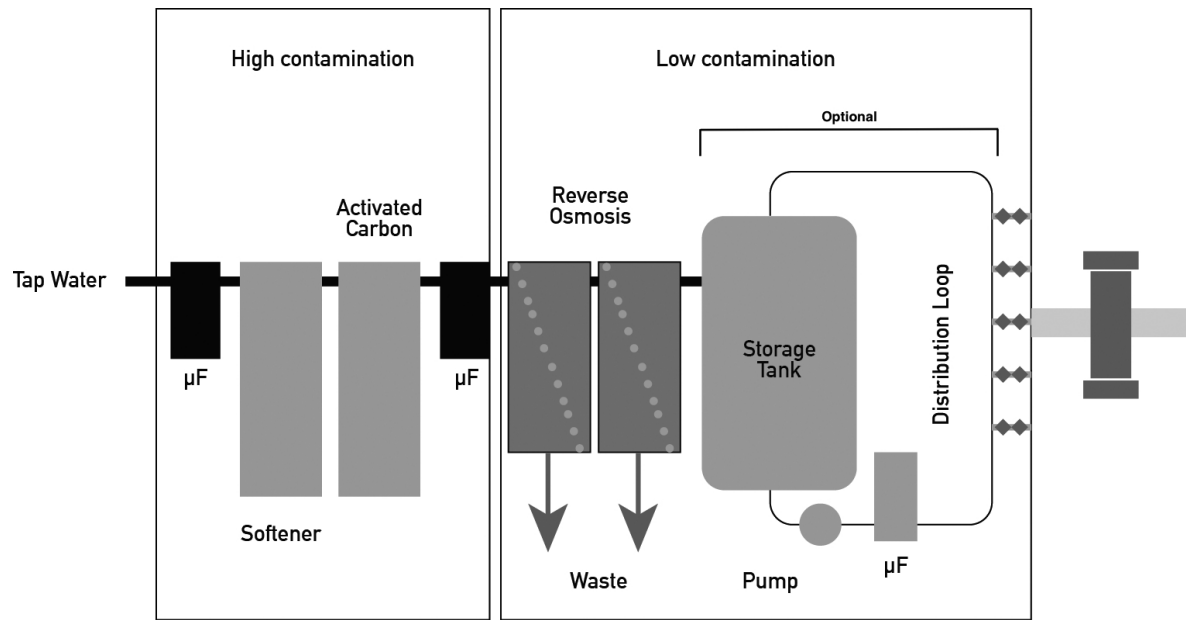 High contamination
Low contamination
Optional
Activated
Carbon
Reverse
Osmosis
Tap Water
Storage
Tank
Distribution Loop
µF
µF
Softener
µF
Waste
Pump